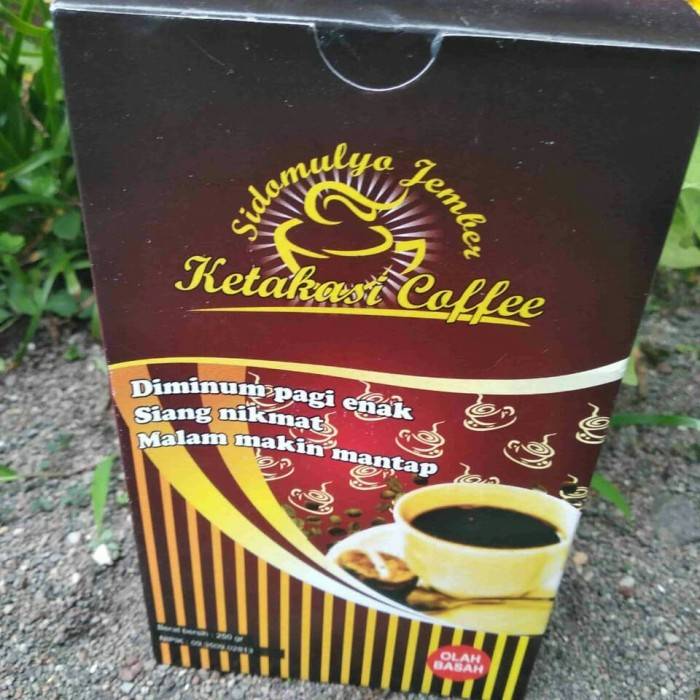 Sidomulyo Jember
Ketakasi Coffee
Diminum pagi enak
Siang nikmat
Malam makin mantap
Berat bersih : 250 gr
OLAH
BASAH